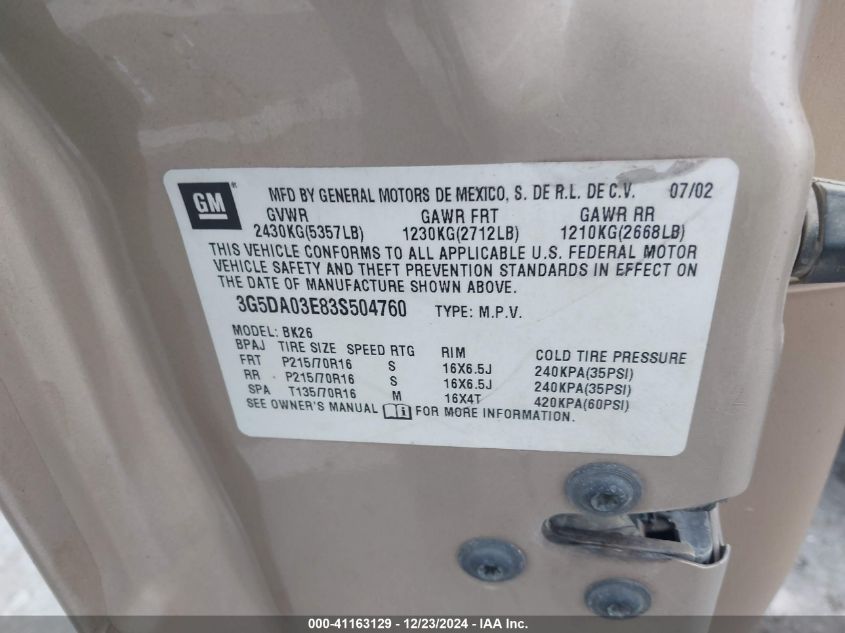 GM® MFD BY GENERAL MOTORS DE MEXICO, S. DE R.L. DE C.V. 07/02
GVWR GAWR FRT GAWR RR
2430KG(5357LB) 1230KG(2712LB) 1210KG(2668LB)
THIS VEHICLE CONFORMS TO ALL APPLICABLE U.S. FEDERAL MOTOR
VEHICLE SAFETY AND THEFT PREVENTION STANDARDS IN EFFECT ON
THE DATE OF MANUFACTURE SHOWN ABOVE.
3G5DA03E83S504760 TYPE: M.P.V.
MODEL: BK26
BPAJ TIRE SIZE SPEED RTG RIM COLD TIRE PRESSURE
FRT P215/70R16 S 16X6.5J 240KPA(35PSI)
RR P215/70R16 S 16X6.5J 240KPA(35PSI)
SPA T135/70R16 M 16X4T 420KPA(60PSI)
SEE OWNER'S MANUAL FOR MORE INFORMATION.
000-41163129 - 12/23/2024 - IAA Inc.